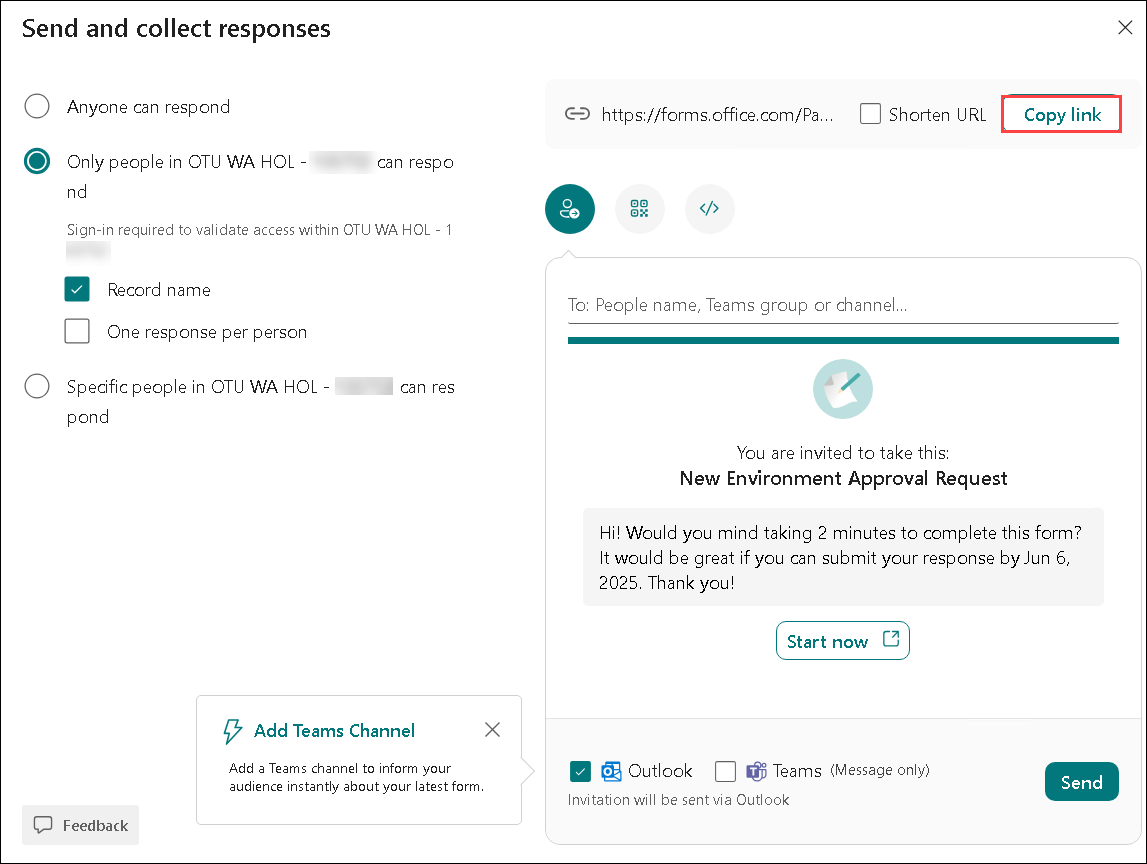 Send and collect responses
Anyone can respond
Only people in OTU WA HOL - can respo
nd
Sign-in required to validate access within OTU WA HOL - 1
Record name
One response per person
Specific people in OTU WA HOL - can res
pond
https://forms.office.com/Pa...
Shorten URL
Copy link
To: People name, Teams group or channel...
You are invited to take this:
New Environment Approval Request
Hi! Would you mind taking 2 minutes to complete this form?
It would be great if you can submit your response by Jun 6,
2025. Thank you!
Start now
Add Teams Channel
Add a Teams channel to inform your
audience instantly about your latest form.
Outlook
Teams (Message only)
Invitation will be sent via Outlook
Send
Feedback